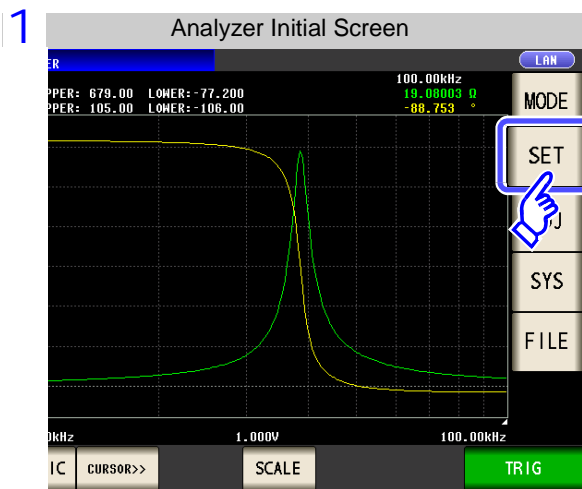 1
Analyzer Initial Screen
ER
LAN
100.00kHz
PPER: 679.00 LOWER:-77.200 19.08003 Ω
PPER: 105.00 LOWER:-106.00 -88.753 °
MODE
SET
J
SYS
FILE
0kHz 1.000V 100.00kHz
IC CURSOR>> SCALE TRIG